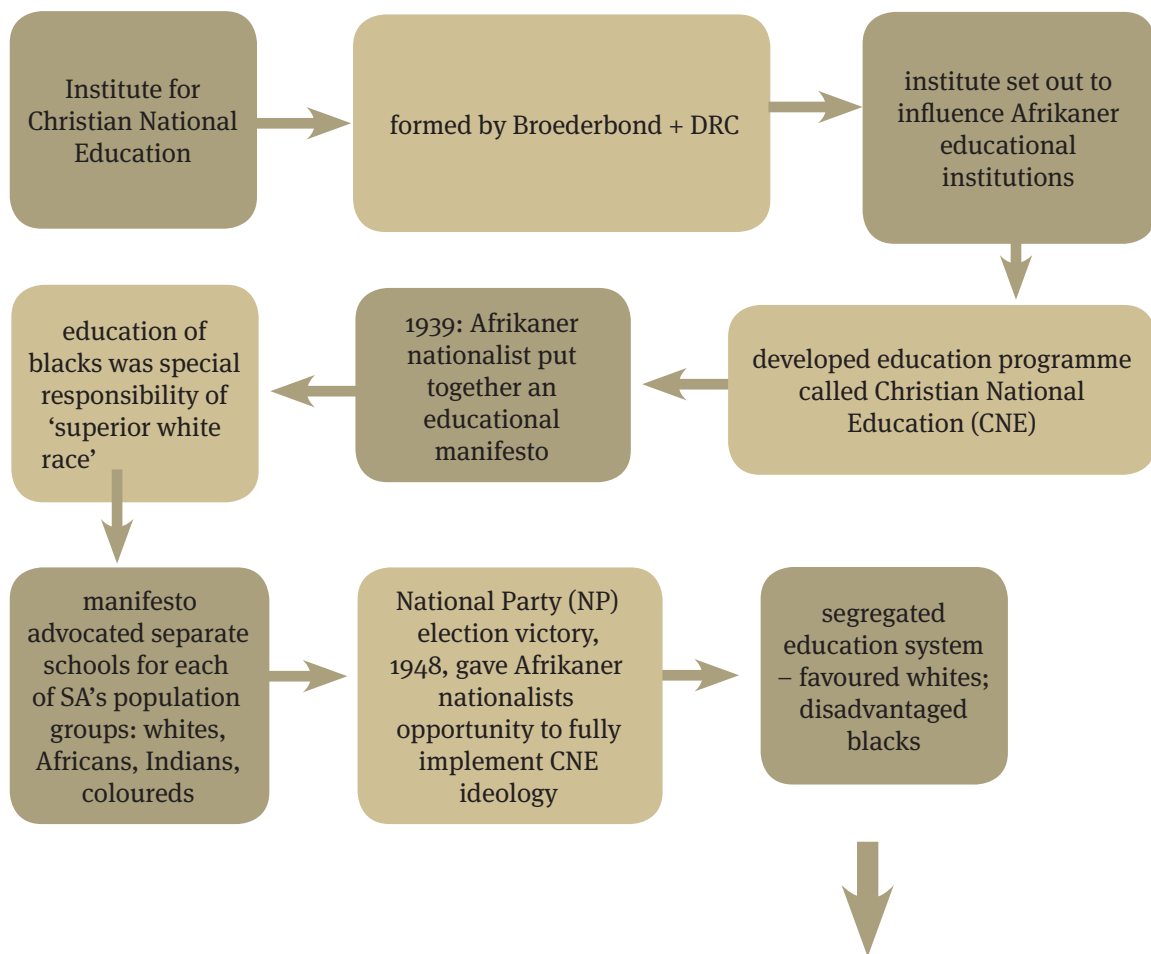 Institute for
Christian National
Education
formed by Broederbond + DRC
institute set out to
influence Afrikaner
educational
institutions
developed education programme
called Christian National
Education (CNE)
1939: Afrikaner
nationalist put
together an
educational
manifesto
education of
blacks was special
responsibility of
‘superior white
race’
manifesto
advocated separate
schools for each
of SA’s population
groups: whites,
Africans, Indians,
coloureds
National Party (NP)
election victory,
1948, gave Afrikaner
nationalists
opportunity to fully
implement CNE
ideology
segregated
education system
– favoured whites;
disadvantaged
blacks